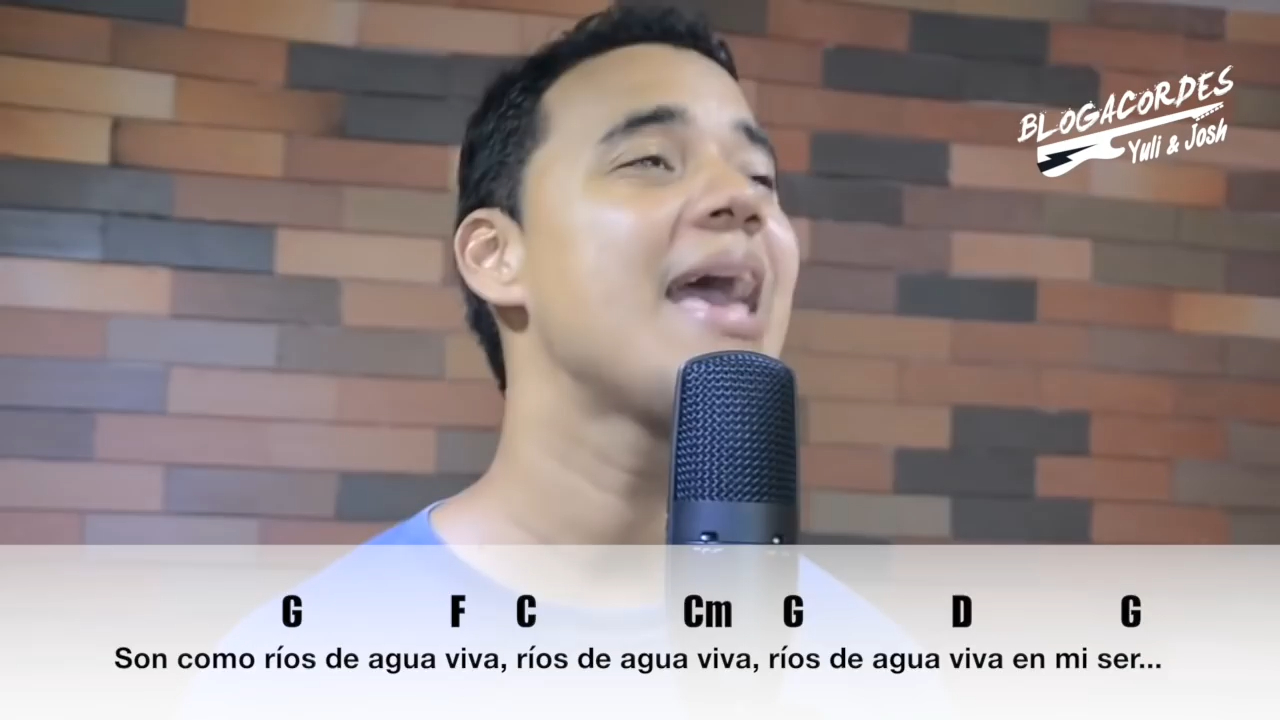 BLOGACORDES
Yuli & Josh
G F C Cm G D G
Son como ríos de agua viva, ríos de agua viva, ríos de agua viva en mi ser...